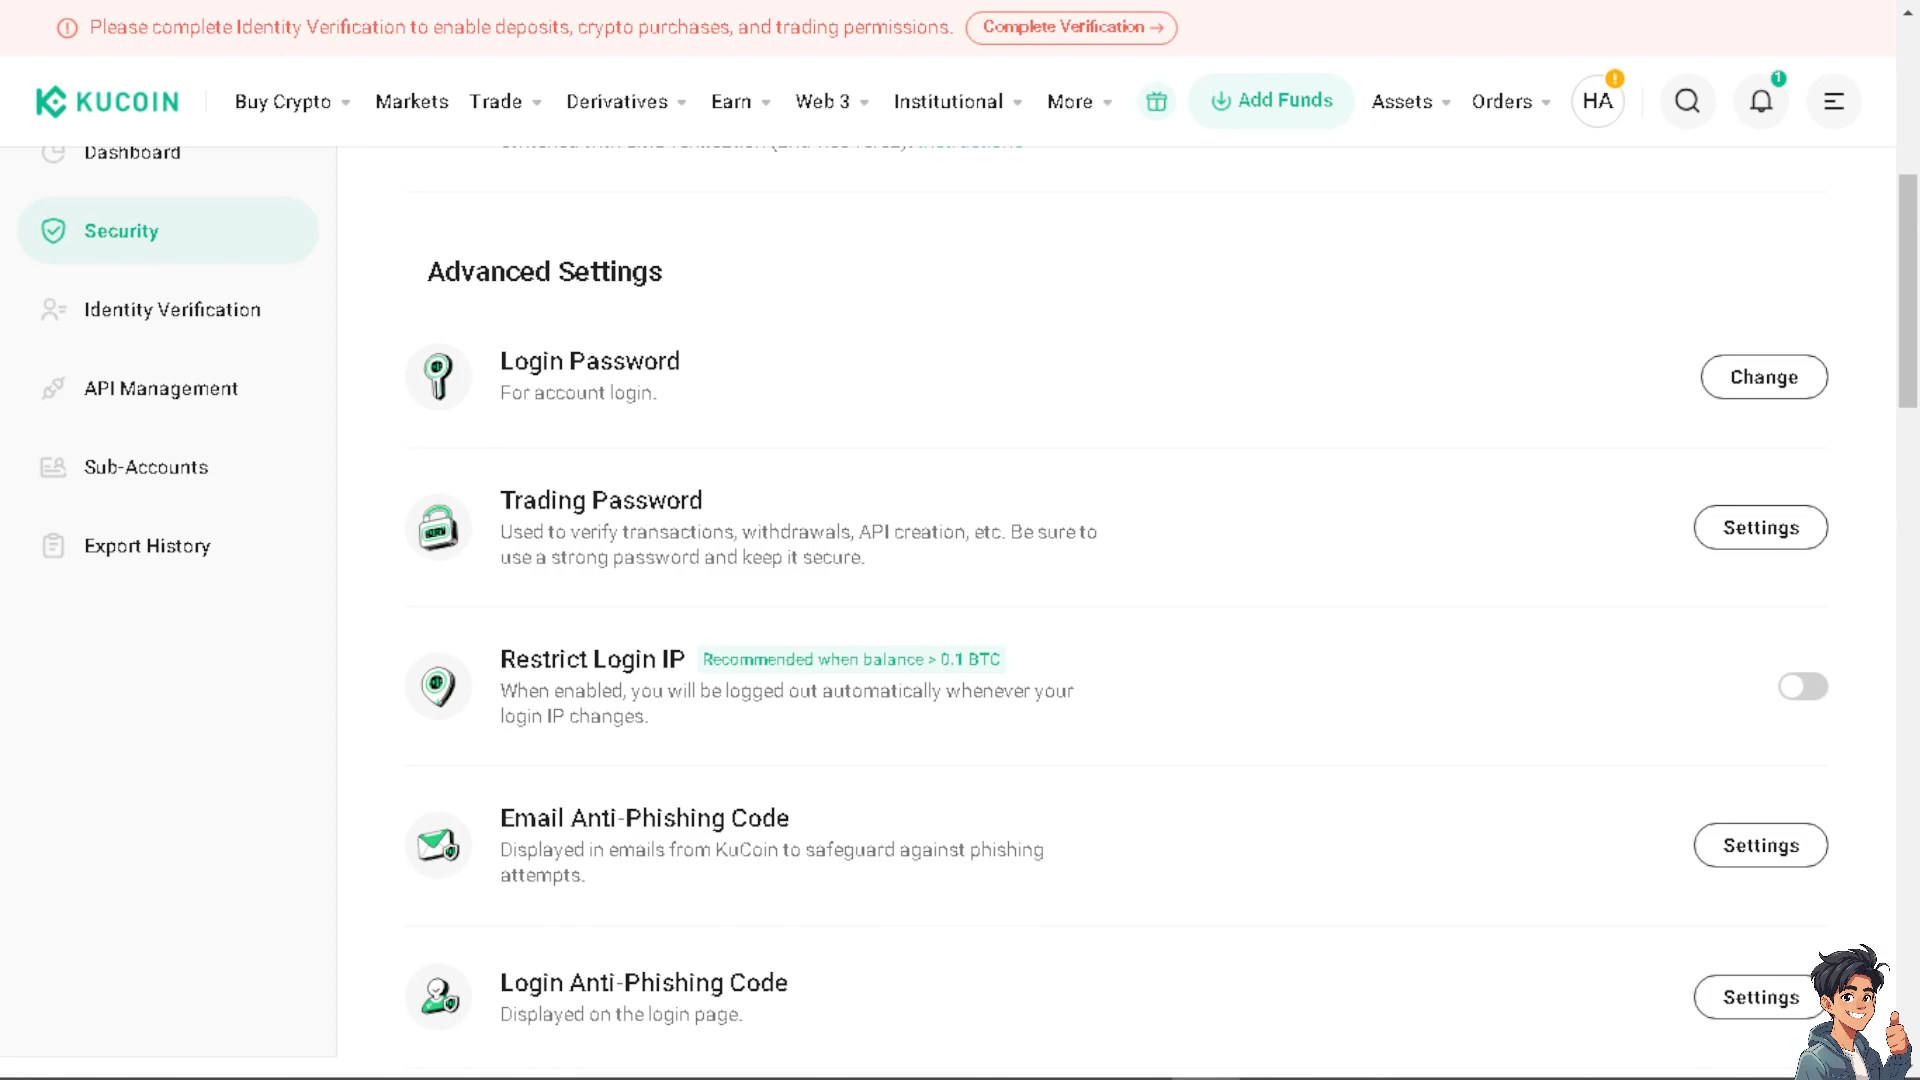 Please complete Identity Verification to enable deposits, crypto purchases, and trading permissions. Complete Verification →
KUCOIN Buy Crypto Markets Trade Derivatives Earn Web 3 Institutional More Add Funds Assets Orders HA 1
Dashboard
Security
Identity Verification
API Management
Sub-Accounts
Export History
Advanced Settings
Login Password
For account login.
Change
Trading Password
Used to verify transactions, withdrawals, API creation, etc. Be sure to
use a strong password and keep it secure.
Settings
Restrict Login IP Recommended when balance > 0.1 BTC
When enabled, you will be logged out automatically whenever your
login IP changes.
Email Anti-Phishing Code
Displayed in emails from KuCoin to safeguard against phishing
attempts.
Settings
Login Anti-Phishing Code
Displayed on the login page.
Settings